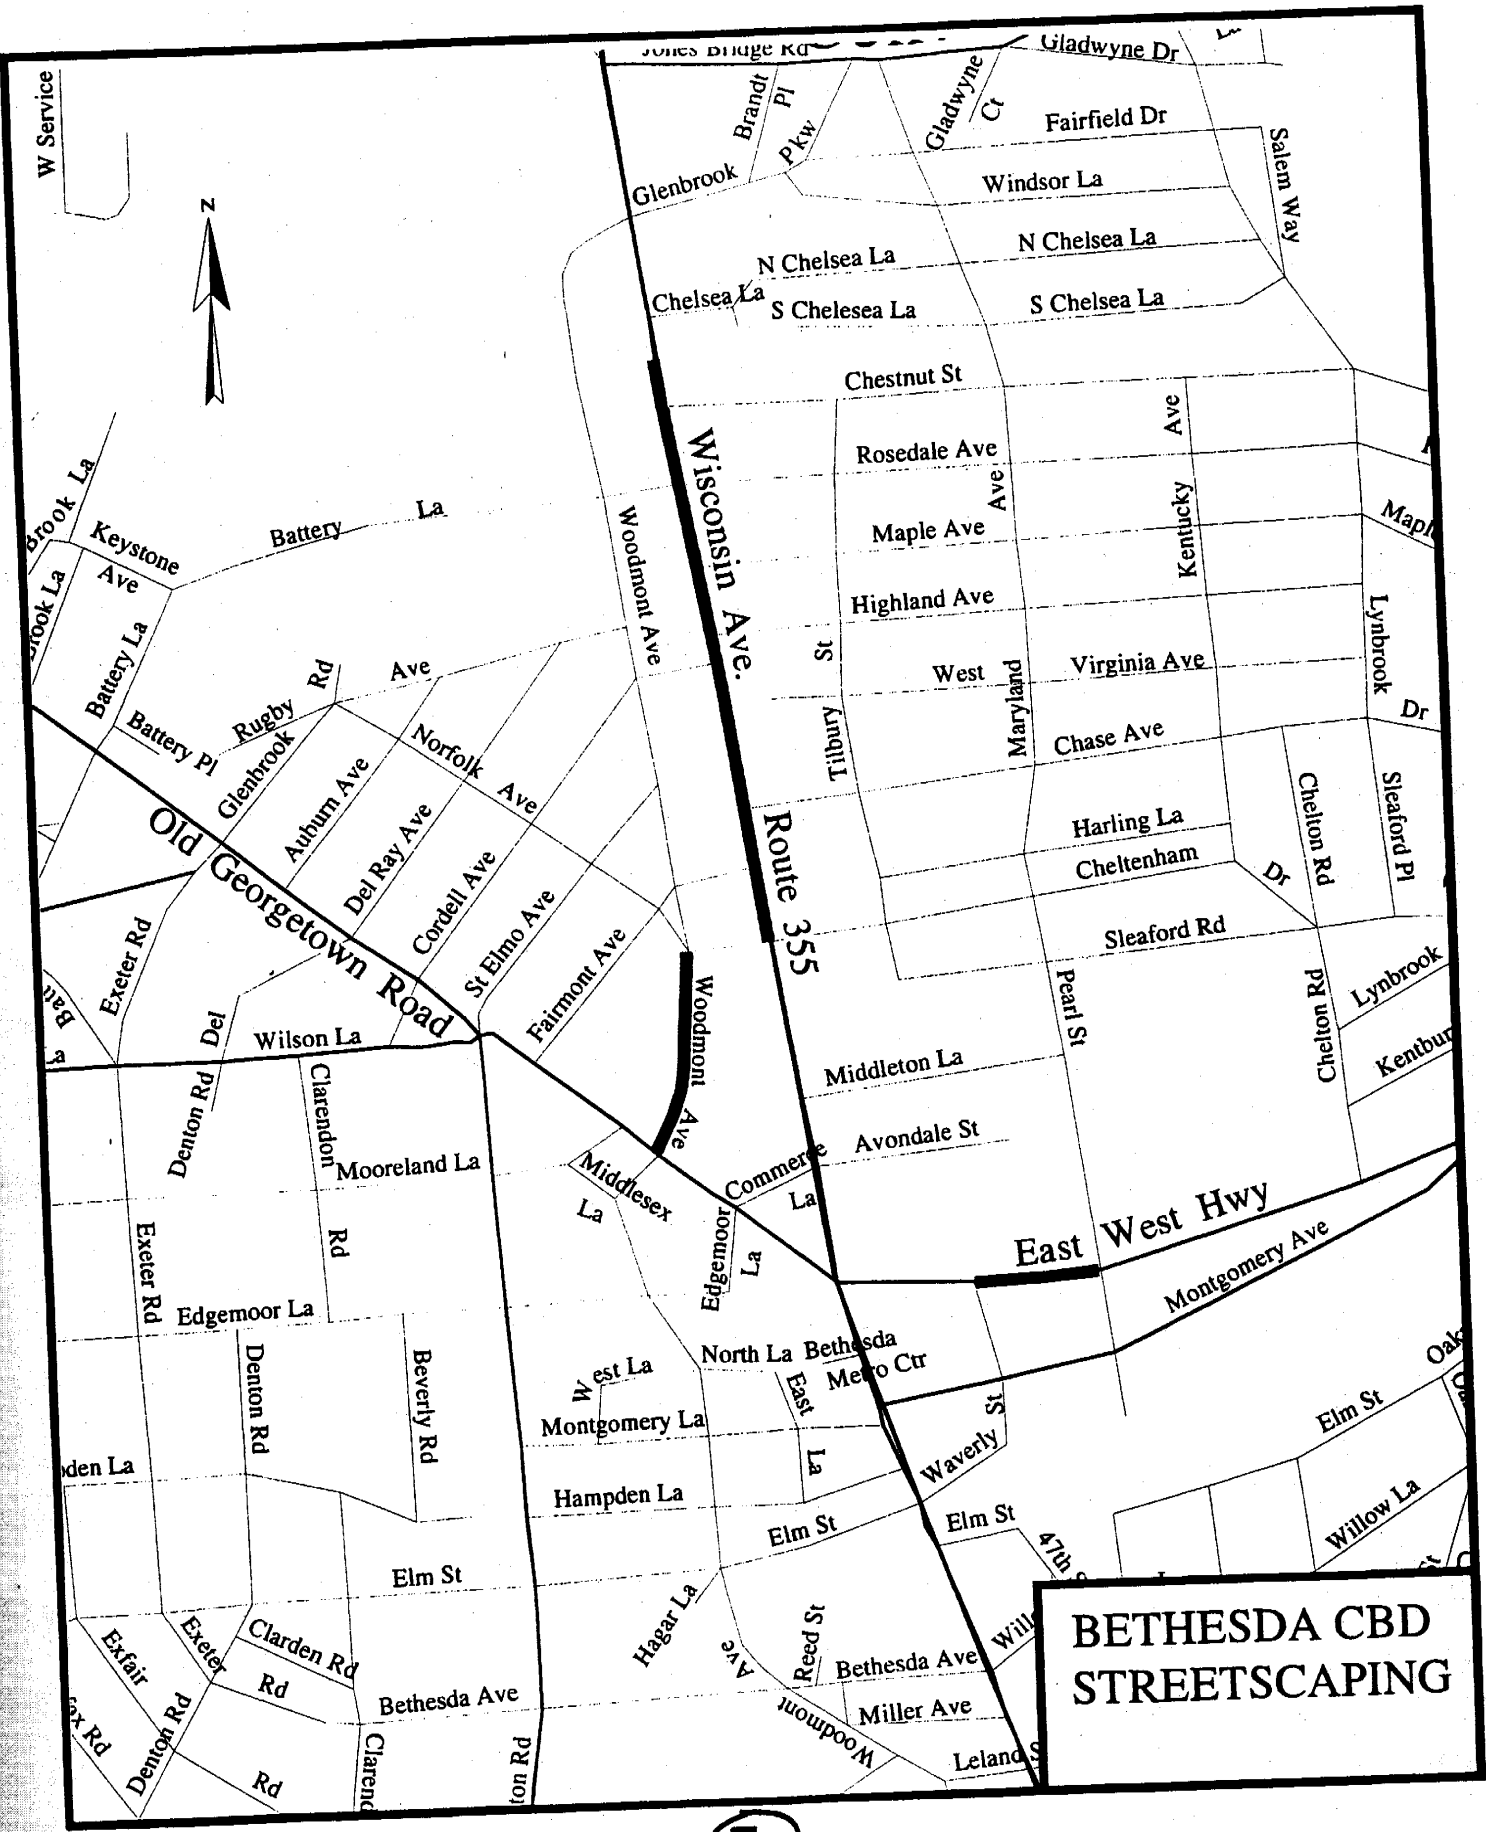 Jones Bridge Rd
Gladwyne Dr
La
W Service
Brandt
Pl
Pkw
Gladwyne
Ct
Fairfield Dr
Salem Way
Glenbrook
Windsor La
N
N Chelsea La
N Chelsea La
Chelsea La
S Chelesea La
S Chelsea La
Chestnut St
Wisconsin Ave.
Rosedale Ave
Ave
Kentucky
Ave
Maple Ave
Brook La
Keystone
Ave
Battery
La
Woodmont Ave
Highland Ave
Lynbrook
Dr
Battery La
St
Tilbury
West
Virginia Ave
Maryland
Battery Pl
Rugby
Rd
Ave
Glenbrook
Norfolk
Ave
Chase Ave
Auburn Ave
Del Ray Ave
Cordell Ave
St Elmo Ave
Fairmont Ave
Old Georgetown Road
Route 355
Harling La
Cheltenham
Dr
Chelton Rd
Sleaford Pl
Sleaford Rd
Exeter Rd
Batt
La
Del
Wilson La
Woodmont
Ave
Pearl St
Chelton Rd
Lynbrook
Denton Rd
Clarendon
Rd
Mooreland La
Middlesex
La
Middleton La
Avondale St
Commerce
La
Edgemoor
La
East West Hwy
Montgomery Ave
Exeter Rd
Edgemoor La
Denton Rd
Beverly Rd
West La
North La
Bethesda
Metro Ctr
East
La
Montgomery La
Hampden La
Waverly
St
Elm St
Elm St
Elm St
47th
Willow La
den La
Elm St
Exfair
Exeter
Rd
Clarden Rd
Hagar La
Ave
Reed St
Bethesda Ave
Bethesda Ave
Miller Ave
Woodmont
Leland
Denton Rd
Rd
Clarend
ton Rd
BETHESDA CBD
STREETSCAPING